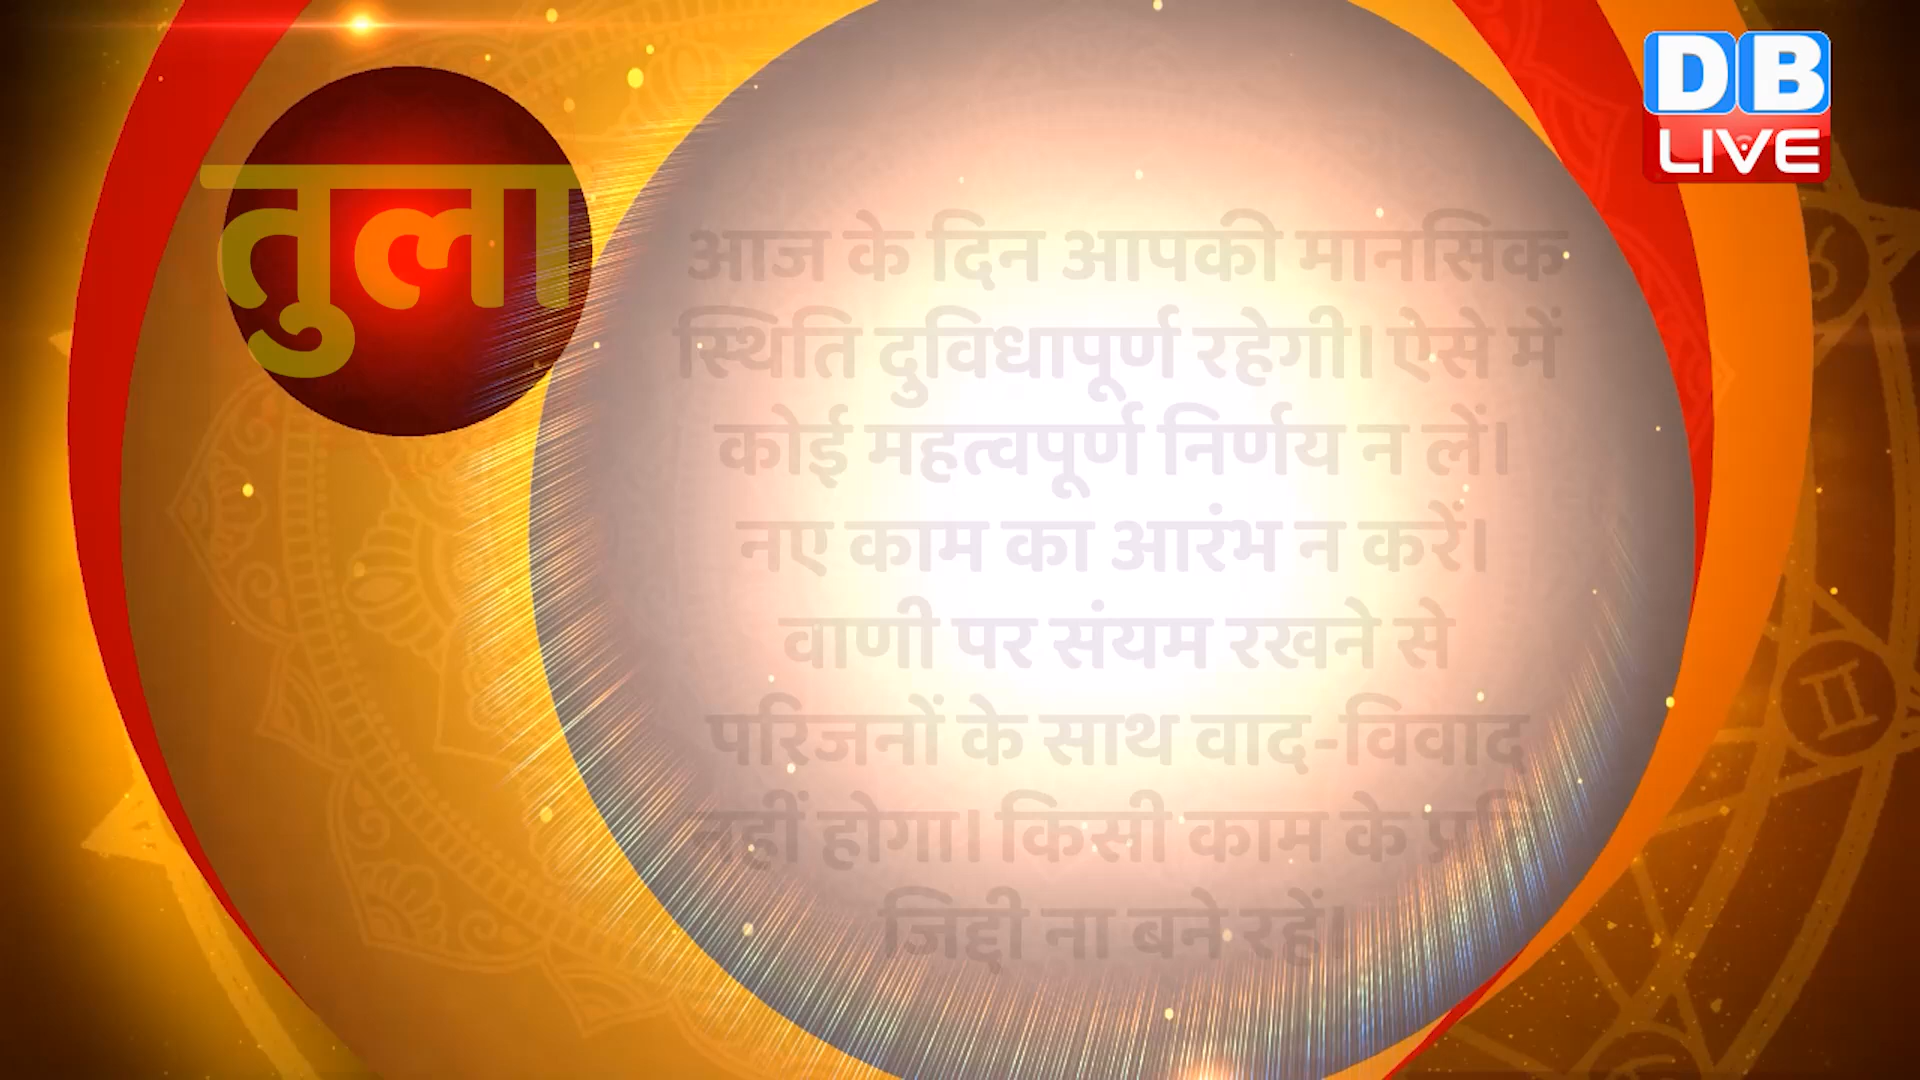 तुला
DB
LIVE
आज के दिन आपकी मानसिक
स्थिति दुविधापूर्ण रहेगी। ऐसे में
कोई महत्वपूर्ण निर्णय न लें।
नए काम का आरंभ न करें।
वाणी पर संयम रखने से
परिजनों के साथ वाद-विवाद
नहीं होगा। किसी काम के प्रति
जिद्दी ना बने रहें।